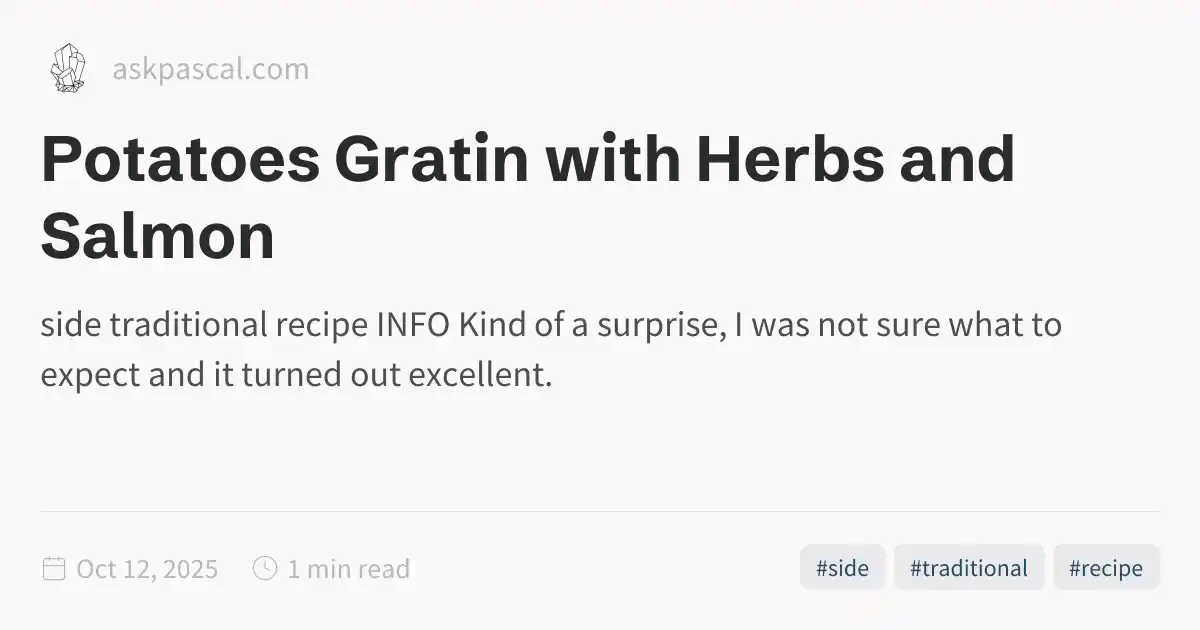 askpascal.com
Potatoes Gratin with Herbs and
Salmon
side traditional recipe INFO Kind of a surprise, I was not sure what to
expect and it turned out excellent.
Oct 12, 2025 1 min read #side #traditional #recipe